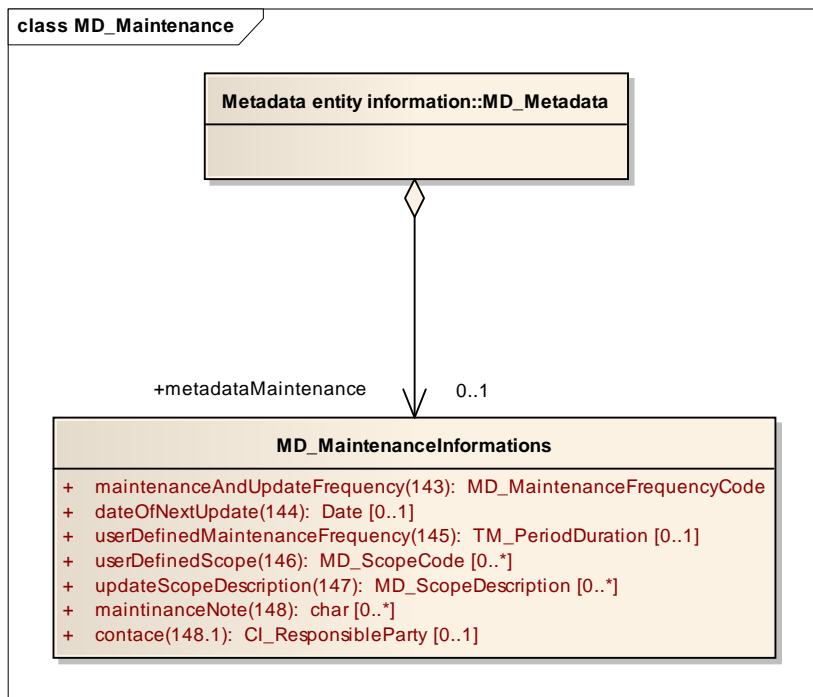 class MD_Maintenance
Metadata entity information::MD_Metadata
+metadataMaintenance 0..1
MD_MaintenanceInformations
+ maintenanceAndUpdateFrequency(143): MD_MaintenanceFrequencyCode
+ dateOfNextUpdate(144): Date [0..1]
+ userDefinedMaintenanceFrequency(145): TM_PeriodDuration [0..1]
+ userDefinedScope(146): MD_ScopeCode [0..*]
+ updateScopeDescription(147): MD_ScopeDescription [0..*]
+ maintinanceNote(148): char [0..*]
+ contace(148.1): CI_ResponsibleParty [0..1]